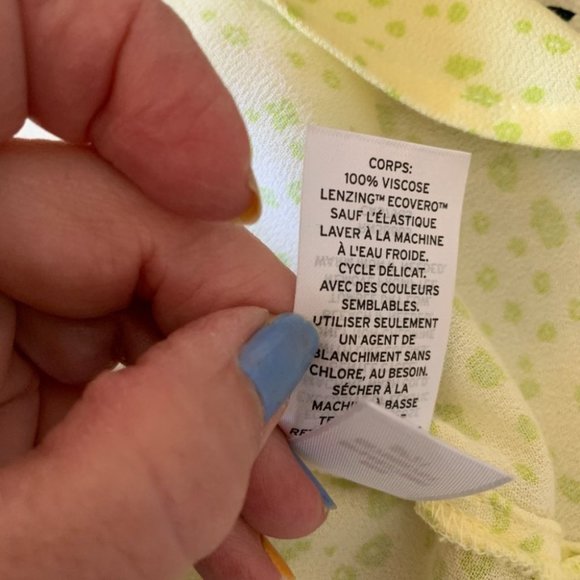 CORPS:
100% VISCOSE
LENZING™ ECOVERO™
SAUF L'ÉLASTIQUE
LAVER À LA MACHINE
À L'EAU FROIDE.
CYCLE DÉLICAT.
AVEC DES COULEURS
SEMBLABLES.
UTILISER SEULEMENT
UN AGENT DE
BLANCHIMENT SANS
CHLORE, AU BESOIN.
SÉCHER À LA
MACHINE À BASSE